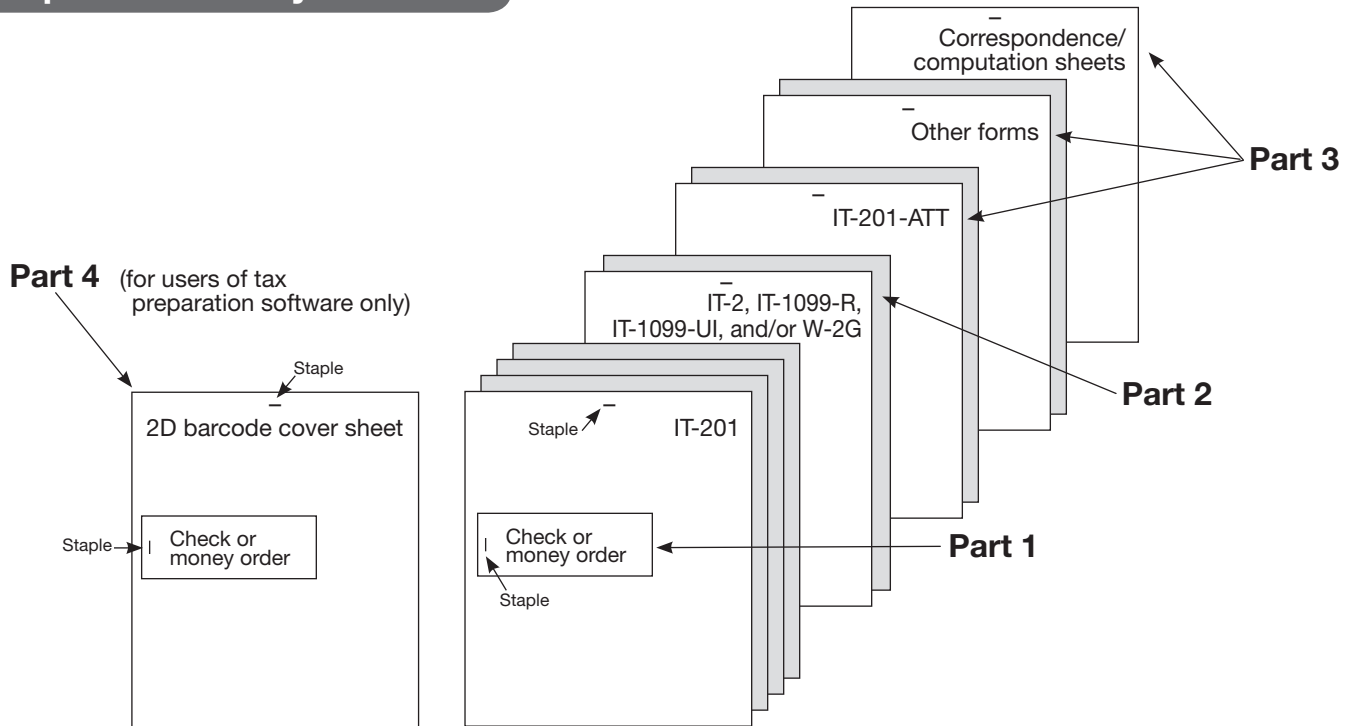 Correspondence/
computation sheets
Other forms
Part 3
IT-201-ATT
Part 4 (for users of tax
preparation software only)
IT-2, IT-1099-R,
IT-1099-UI, and/or W-2G
Part 2
Staple
2D barcode cover sheet
Staple
IT-201
Staple
Check or
money order
Check or
money order
Part 1
Staple